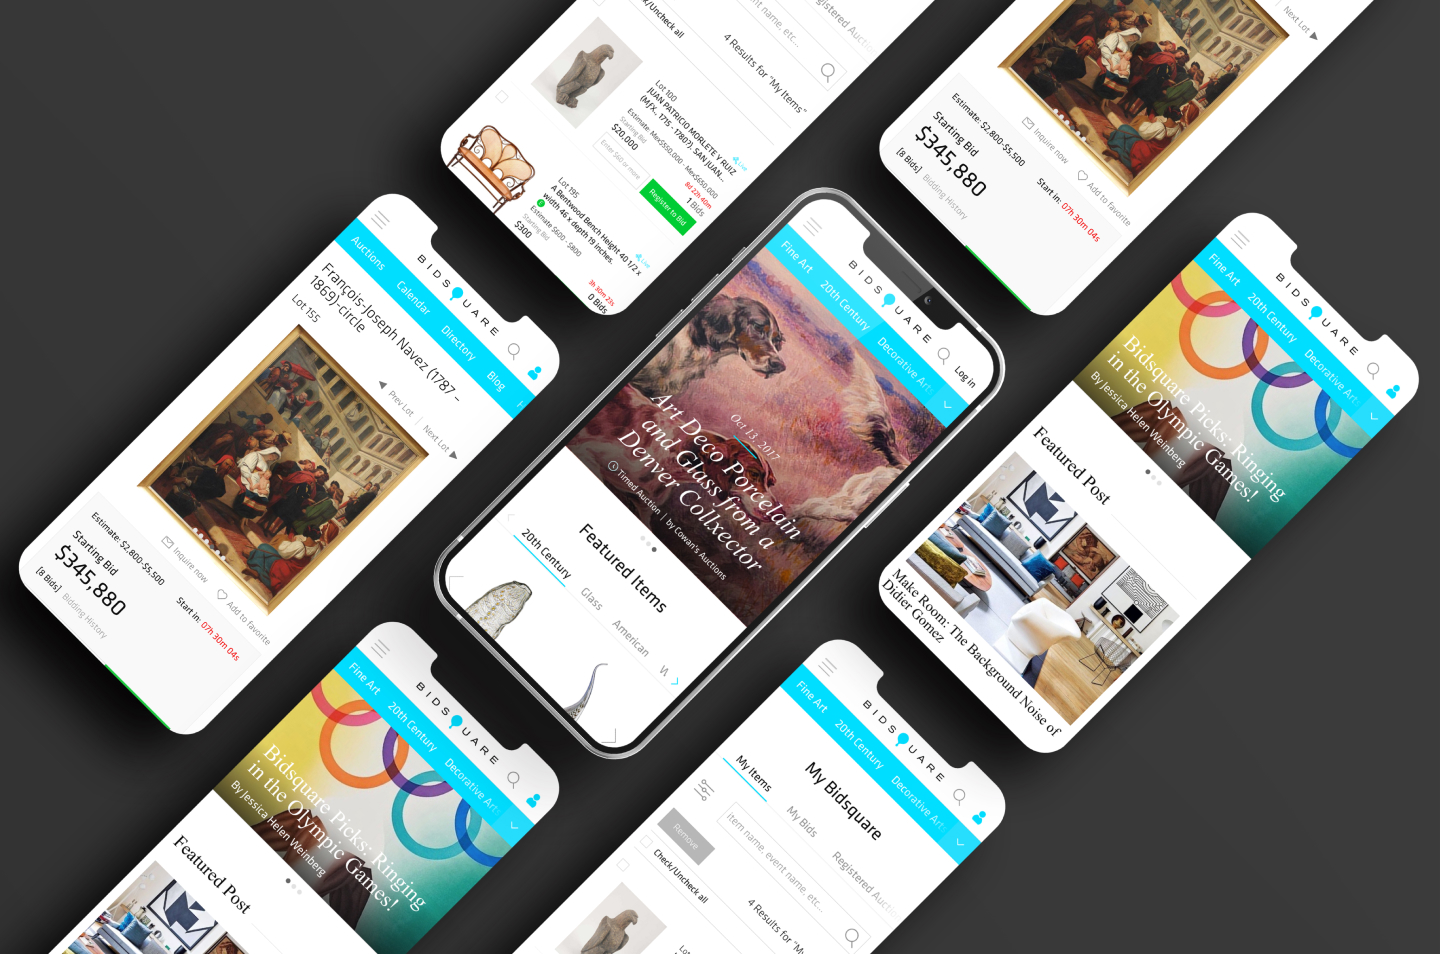 Check/Uncheck all
event name, etc...
Registered Aucti
4 Results for "My Items"
Lot 100
JUAN PATRICIO MORLETE Y RUIZ
(MƒX., 1715 - 1780?). SAN JUAN...
Estimate: Mex$550.000 - Mex$650.000
Starting Bid
$20,000
Live
8d 22h 40m
1 Bids
Enter $40 or more
Register to Bid
Lot 195
A Bentwood Bench Height 40 1/2 x
width 46 x depth 19 inches.
Estimate $600 - $800
Starting Bid
$300
Live
3h 30m 23s
0 Bids
Next Lot
Estimate: $2,800-$5,500
Starting Bid
$345,880
[8 Bids]
Bidding History
Inquire now
Add to favorite
Start in: 07h 30m 04s
BIDSQUARE
Auctions
Calendar
Directory
Blog
François-Joseph Navez (1787 –
1869)-circle
Lot 155
Prev Lot
Next Lot
Estimate: $2,800-$5,500
Starting Bid
$345,880
[8 Bids]
Bidding History
Inquire now
Add to favorite
Start in: 07h 30m 04s
BIDSQUARE
Log in
Fine Art
20th Century
Decorative Art
Oct 13, 2017
Art Deco Porcelain
and Glass from a
Denver Collxector
Timed Auction | by Cowan's Auctions
Featured Items
20th Century
Glass
American
BIDSQUARE
Fine Art
20th Century
Decorative Art
Bidsquare Picks: Ringing
in the Olympic Games!
By Jessica Helen Weinberg
Featured Post
Make Room: The Background Noise of
Didier Gomez
BIDSQUARE
Fine Art
20th Century
Decorative Art
Bidsquare Picks: Ringing
in the Olympic Games!
By Jessica Helen Weinberg
Featured Post
BIDSQUARE
Fine Art
20th Century
Decorative Art
My Bidsquare
My Items
My Bids
Registered Aucti
item name, event name, etc...
Remove
Check/Uncheck all
4 Results for "My